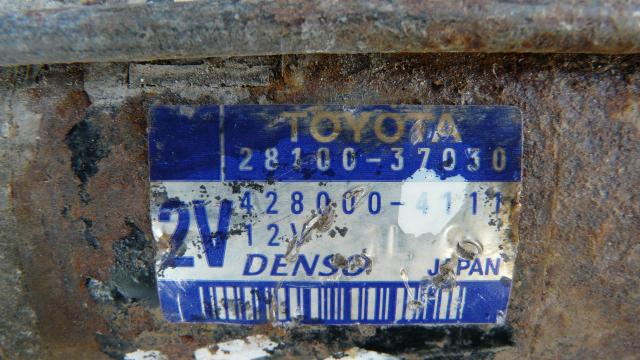 TOYOTA
28100-37030
428000-4111
2V
12V
DENSO
JAPAN